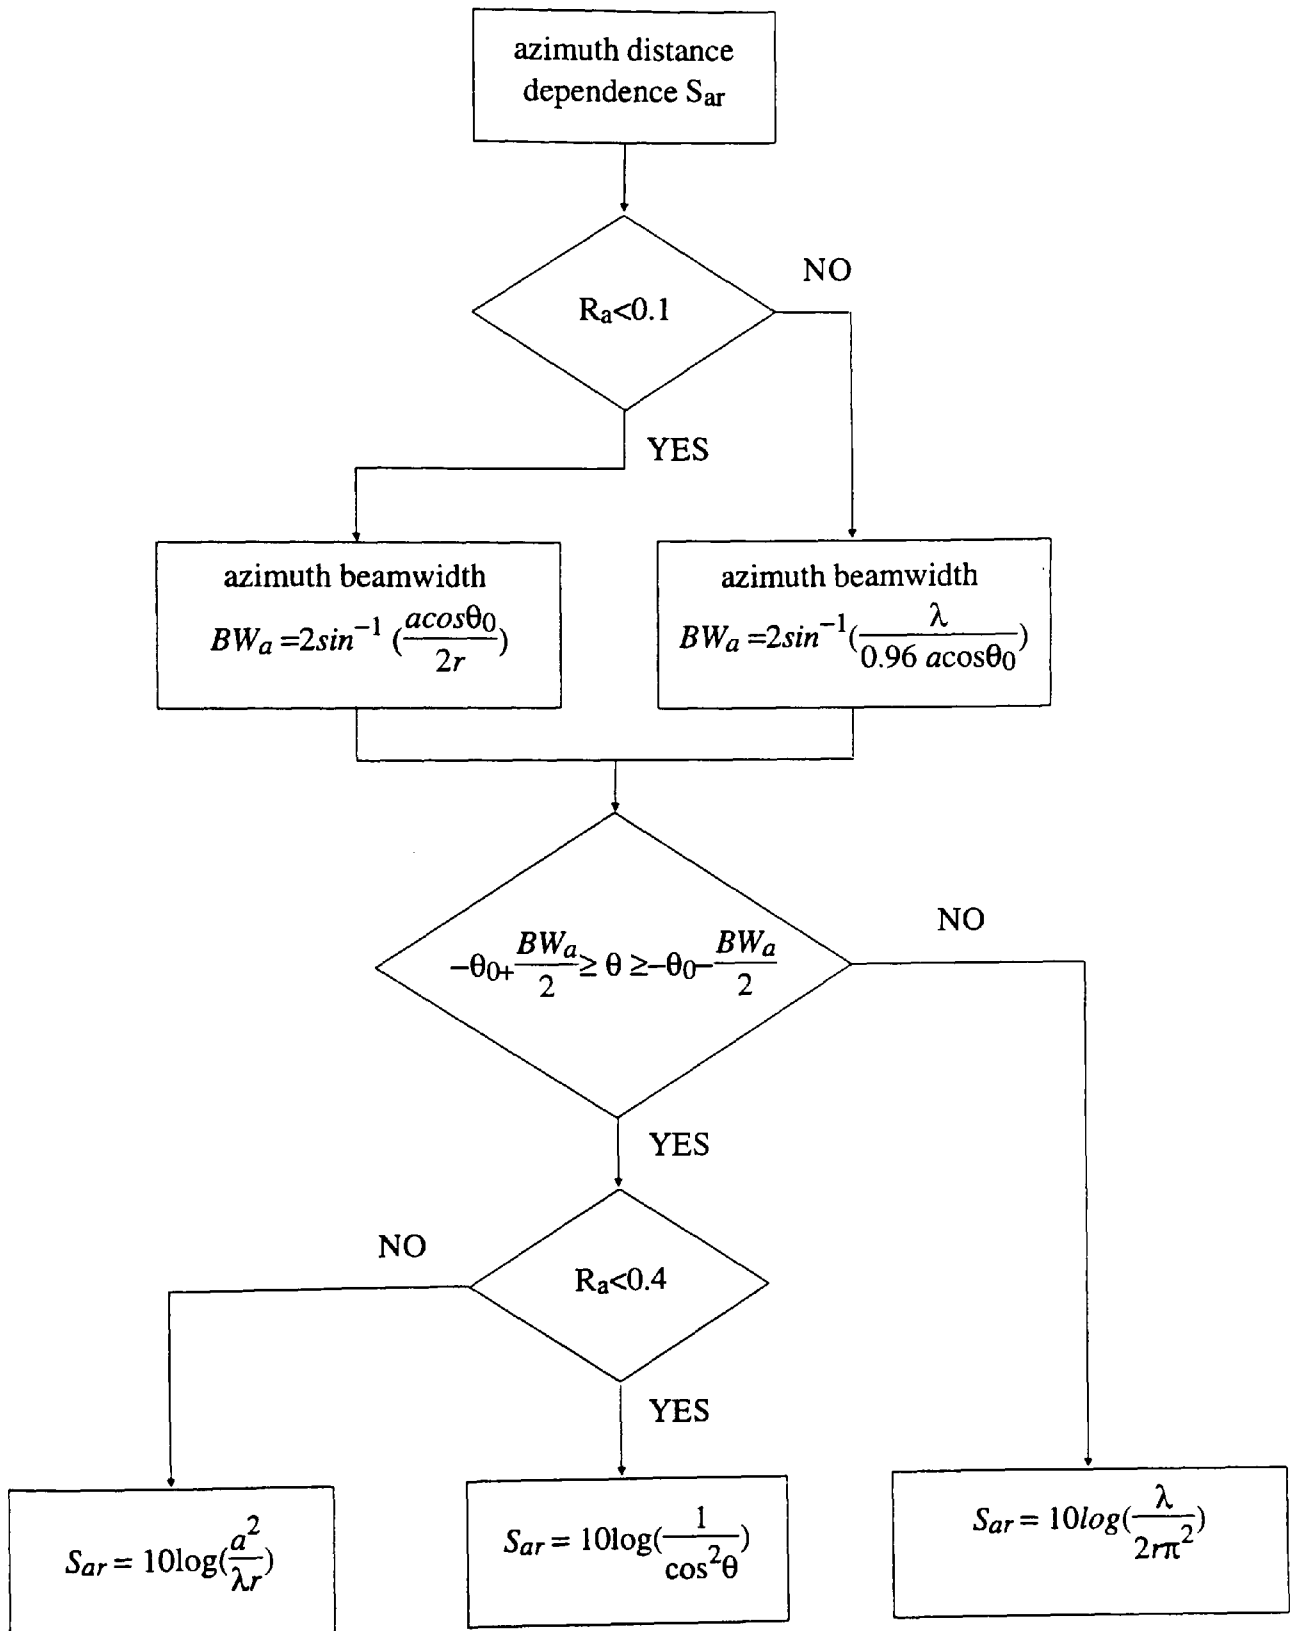 azimuth distance
dependence Sar
Ra<0.1
NO
YES
azimuth beamwidth
BWa =2sin⁻¹ (acosθ0/2r)
azimuth beamwidth
BWa =2sin⁻¹(λ/0.96 acosθ0)
−θ0+BWa/2 ≥ θ ≥−θ0−BWa/2
NO
YES
Ra<0.4
NO
YES
Sar = 10log(a²/λr)
Sar = 10log(1/cos²θ)
Sar = 10log(λ/2rπ²)